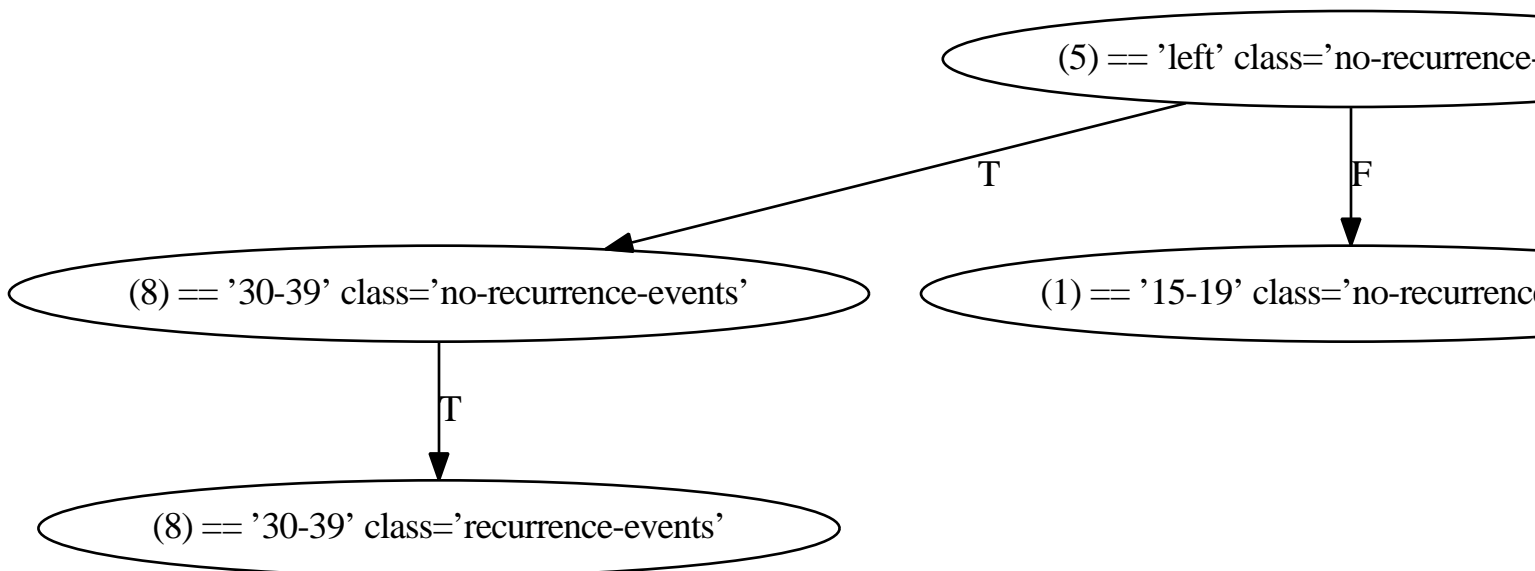 (5) == ’left’ class=’no-recurrence-
T
F
(8) == ’30-39’ class=’no-recurrence-events’
(1) == ’15-19’ class=’no-recurrence
T
(8) == ’30-39’ class=’recurrence-events’